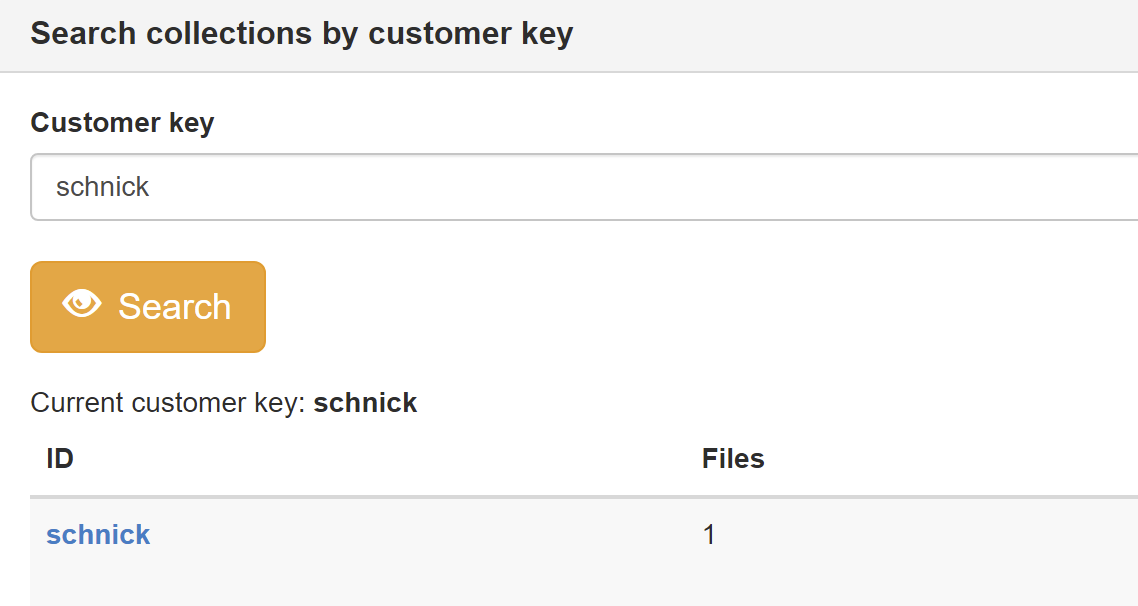 Search collections by customer key
Customer key
schnick
Search
Current customer key: schnick
ID Files
schnick 1